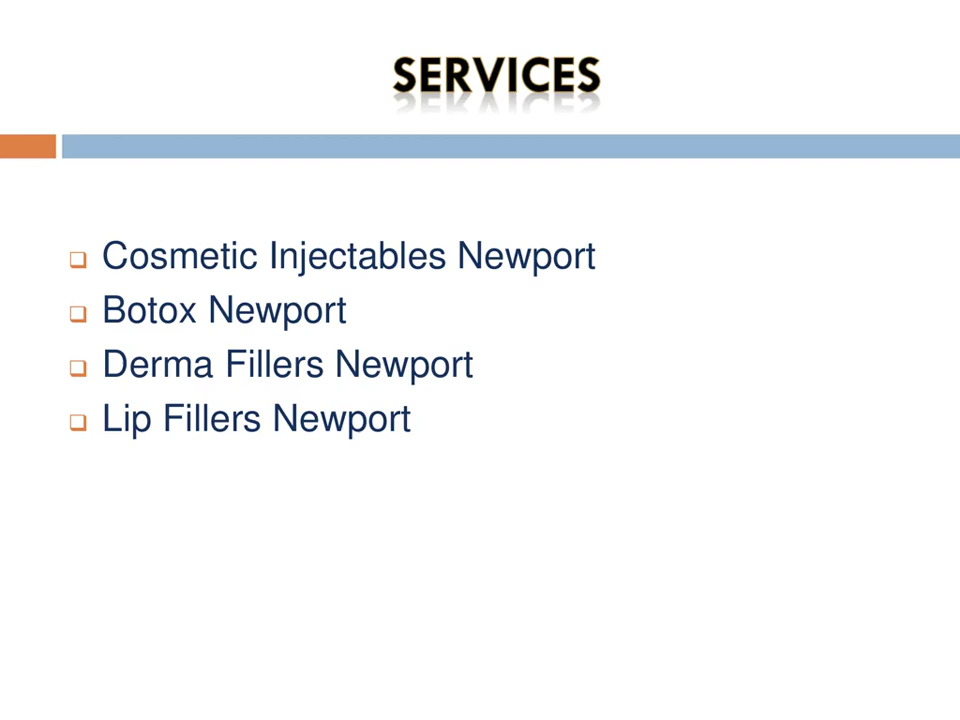 SERVICES
Cosmetic Injectables Newport
Botox Newport
Derma Fillers Newport
Lip Fillers Newport